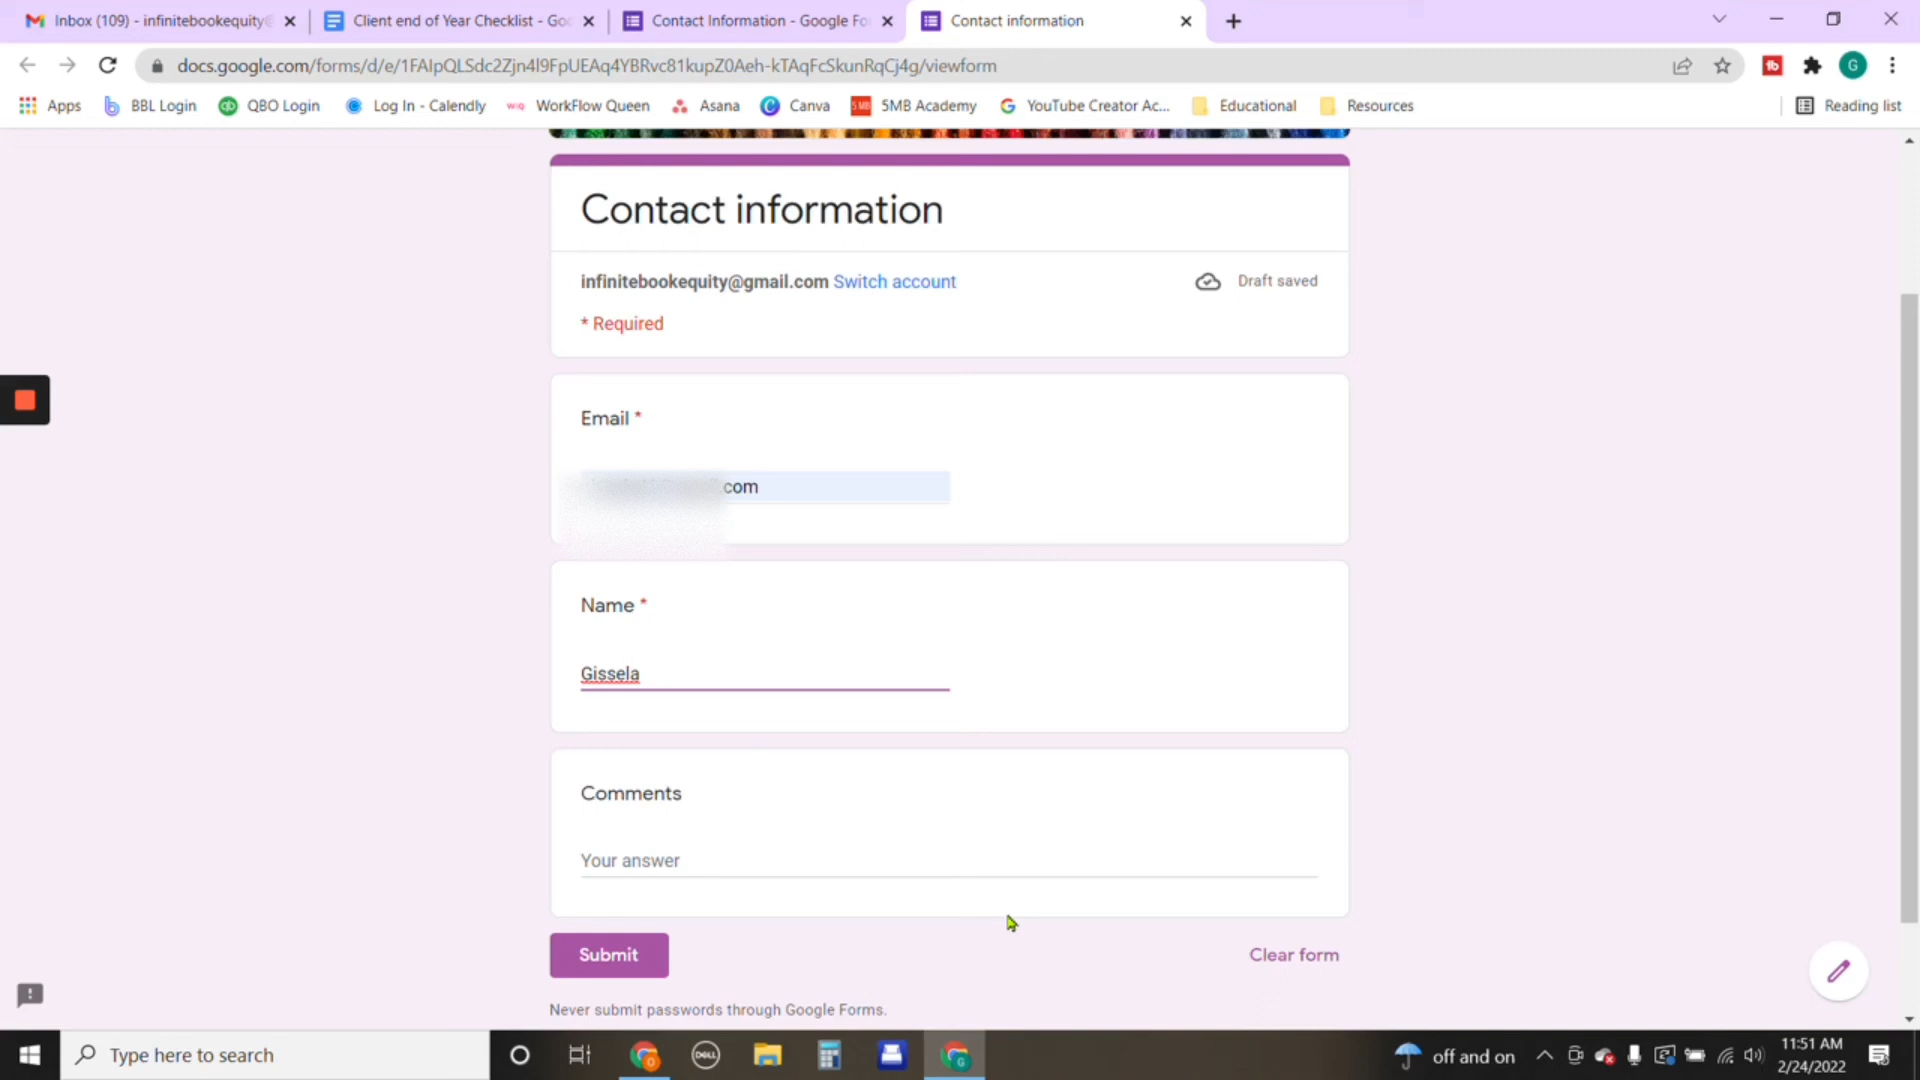 Inbox (109) - infinitebookequity@
Client end of Year Checklist - Goo
Contact Information - Google Fo
Contact information
docs.google.com/forms/d/e/1FAIpQLSdc2Zjn4l9FpUEAq4YBRvc81kupZ0Aeh-kTAqFcSkunRqCj4g/viewform
G
Apps
BBL Login
QBO Login
Log In - Calendly
WorkFlow Queen
Asana
Canva
5MB Academy
YouTube Creator Ac...
Educational
Resources
Reading list
Contact information
infinitebookequity@gmail.com Switch account
Draft saved
* Required
Email *
.com
Name *
Gissela
Comments
Your answer
Submit
Clear form
Never submit passwords through Google Forms.
Type here to search
DELL
off and on
11:51 AM
2/24/2022